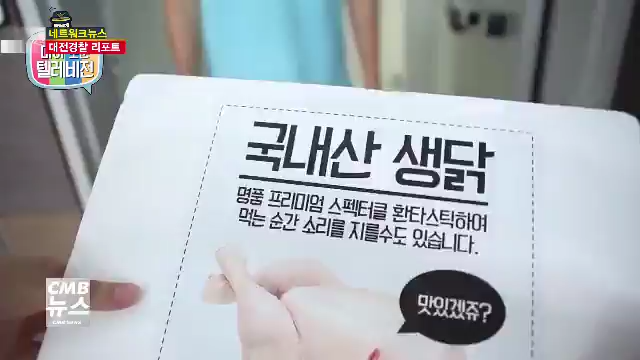 네트워크뉴스
대전경찰 리포트
틸레비전
국내산 생닭
명품 프리미엄 스펙터클 환타스틱하여
먹는 순간 소리를 지를수도 있습니다.
맛있겠쥬?
CMB
뉴스